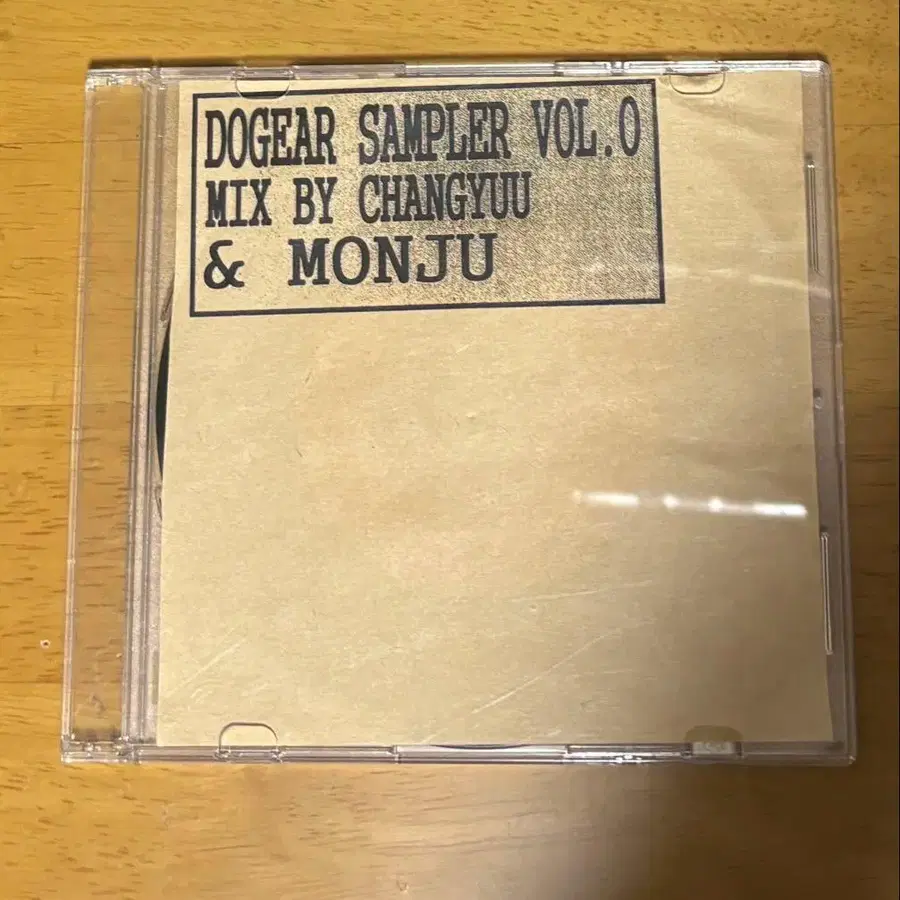 DOGEAR SAMPLER VOL.0
MIX BY CHANGYUU
& MONJU